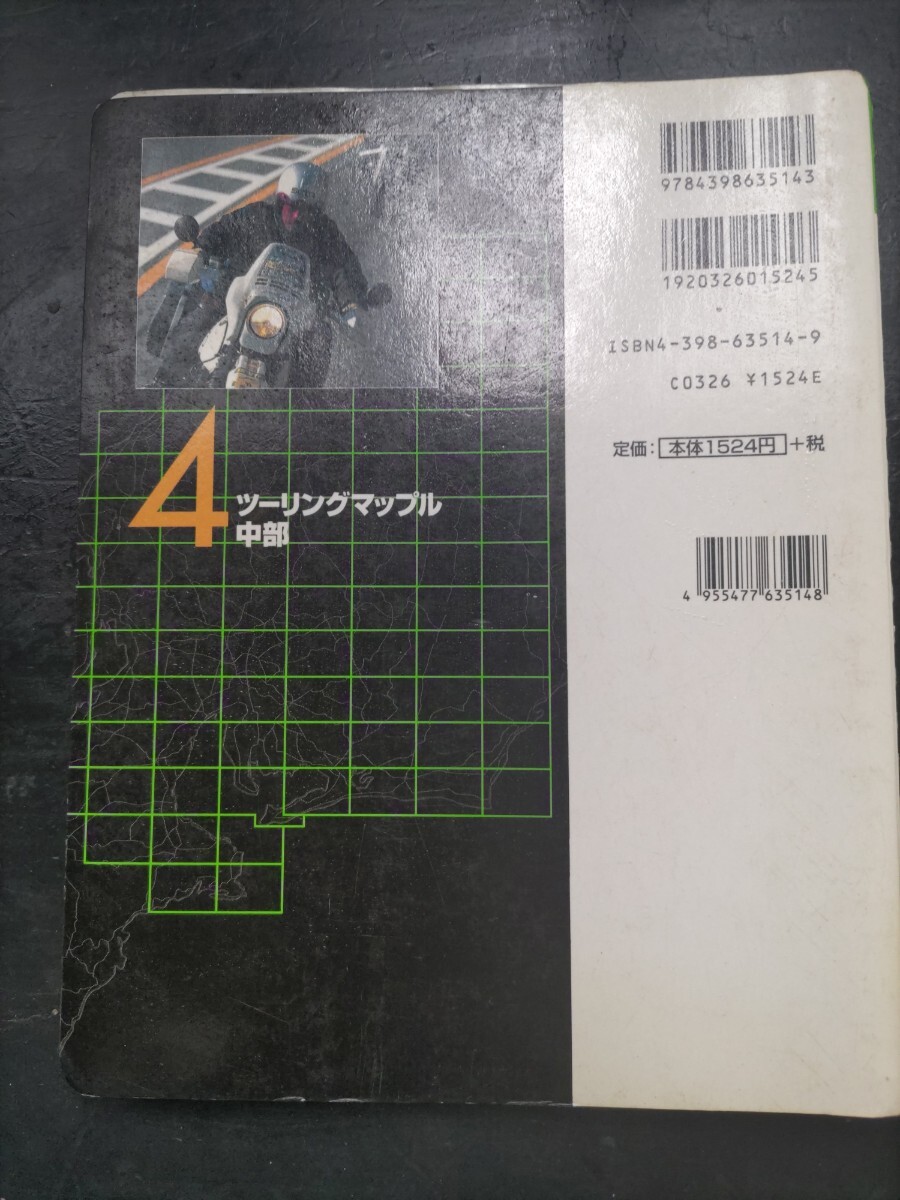 9784398635143
1920326015245
ISBN4-398-63514-9
C0326 ¥1524E
定価：本体1524円+税
4 955477 635148
4
ツーリングマップル
中部